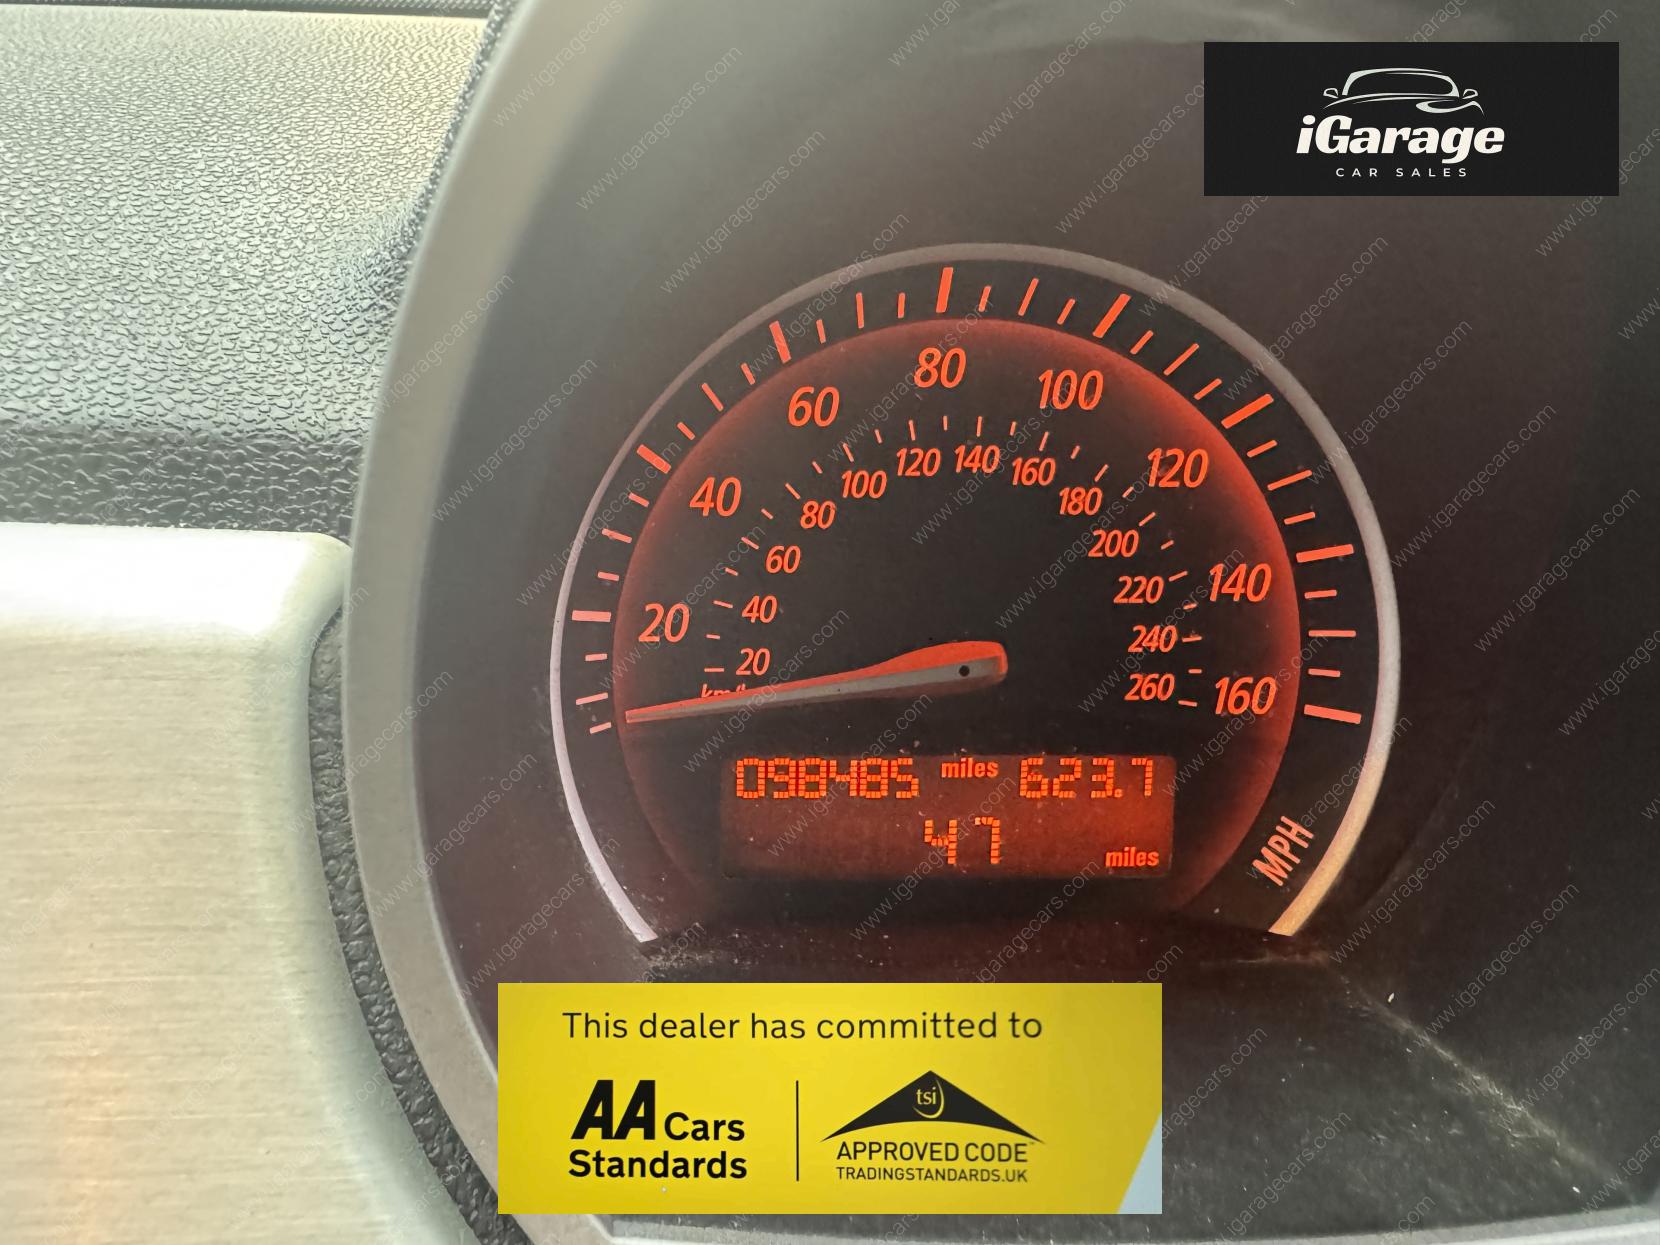 iGarage
CAR SALES
20
40
60
80
100
120
140
160
km/h
20
40
60
80
100
120
140
160
180
200
220
240
260
MPH
098485 miles 623.7
47 miles
This dealer has committed to
AA Cars
Standards
tsi
APPROVED CODE™
TRADINGSTANDARDS.UK
www.igaragecars.com